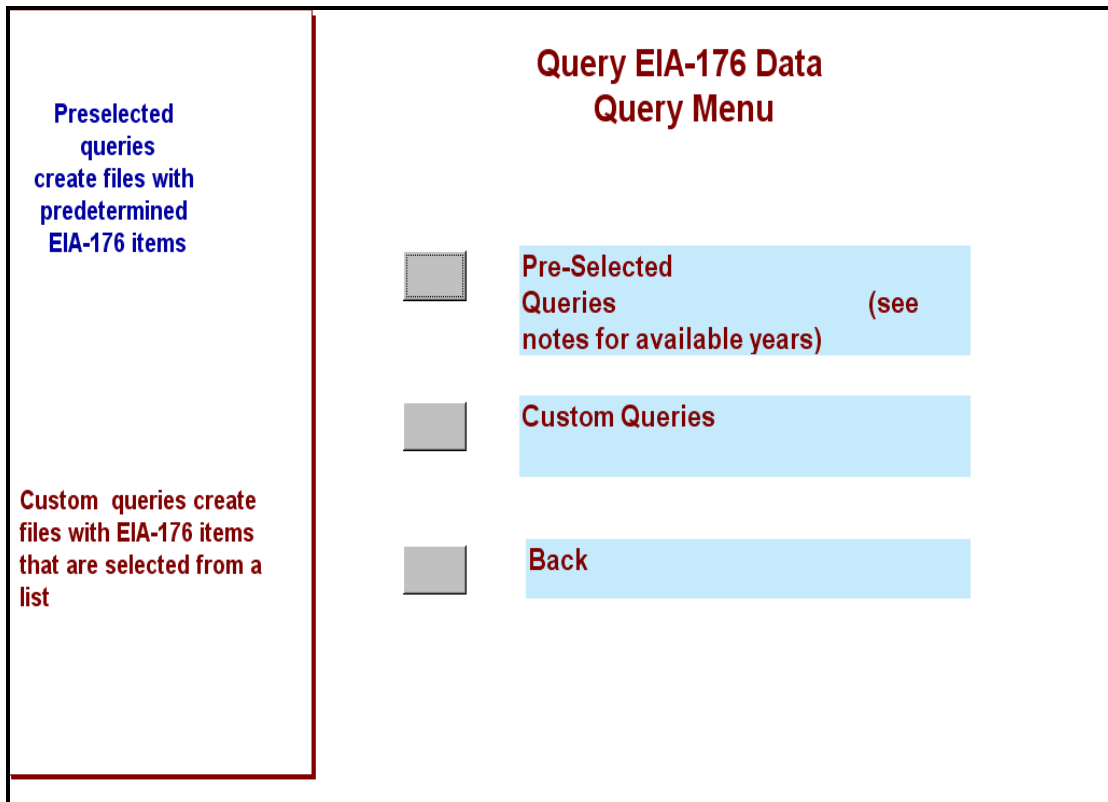 Preselected
queries
create files with
predetermined
EIA-176 items
Custom queries create
files with EIA-176 items
that are selected from a
list
Query EIA-176 Data
Query Menu
Pre-Selected
Queries (see
notes for available years)
Custom Queries
Back